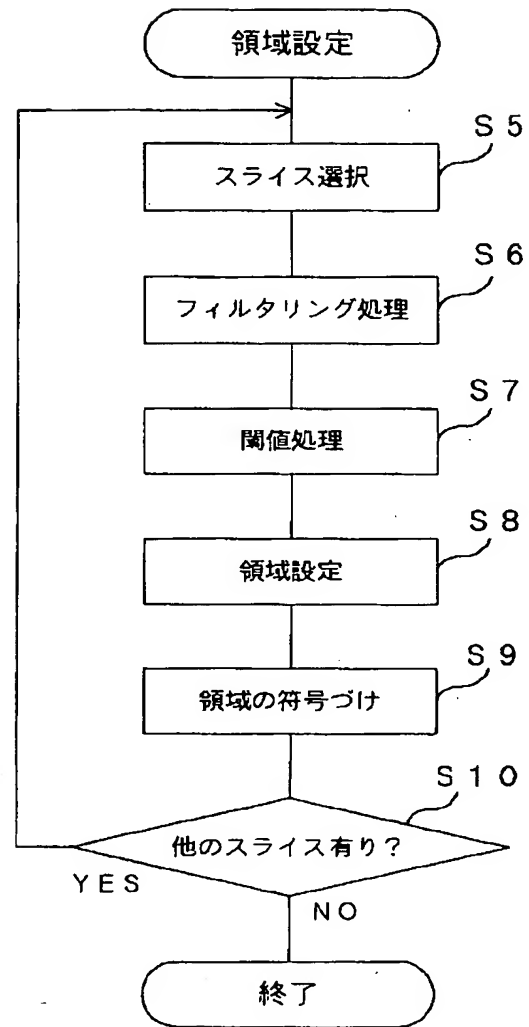 領域設定
S5
スライス選択
S6
フィルタリング処理
S7
閾値処理
S8
領域設定
S9
領域の符号づけ
S10
他のスライス有り?
YES
NO
終了